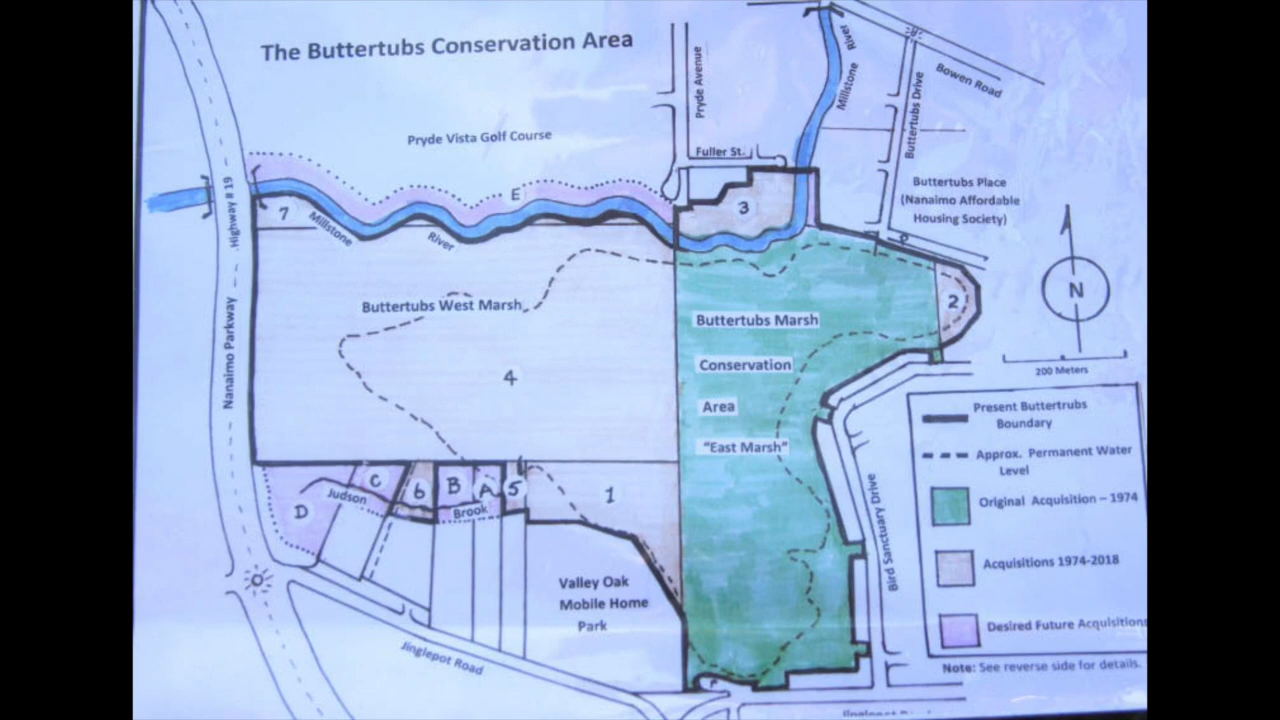 The Buttertubs Conservation Area
Pryde Avenue
Millstone
River
Bowen Road
Buttertubs Drive
Pryde Vista Golf Course
Fuller St.
Buttertubs Place
(Nanaimo Affordable
Housing Society)
E
3
7
Millstone
River
Highway # 19
Nanaimo Parkway
Buttertubs West Marsh
4
Buttertubs Marsh
Conservation
Area
"East Marsh"
2
N
200 Meters
Present Buttertrubs
Boundary
Approx. Permanent Water
Level
Original Acquisition – 1974
Acquisitions 1974-2018
Desired Future Acquisitions
Note: See reverse side for details.
D
C
6
B
A
5
1
Judson
Brook
Valley Oak
Mobile Home
Park
Bird Sanctuary Drive
Jinglepot Road